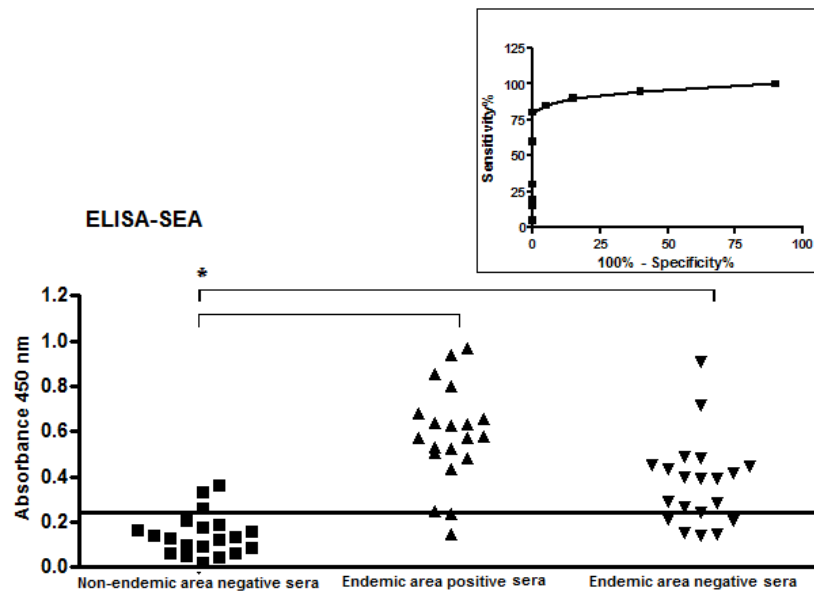 125
100
75
50
25
0
Sensitivity%
0 25 50 75 100
100% - Specificity%
ELISA-SEA
*
1.2
1.0
0.8
0.6
0.4
0.2
0.0
Absorbance 450 nm
Non-endemic area negative sera Endemic area positive sera Endemic area negative sera